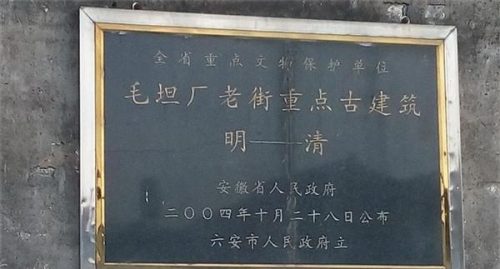 全省重点文物保护单位
毛坦厂老街重点古建筑
明——清
安徽省人民政府
二〇〇四年十月二十八日公布
六安市人民政府立